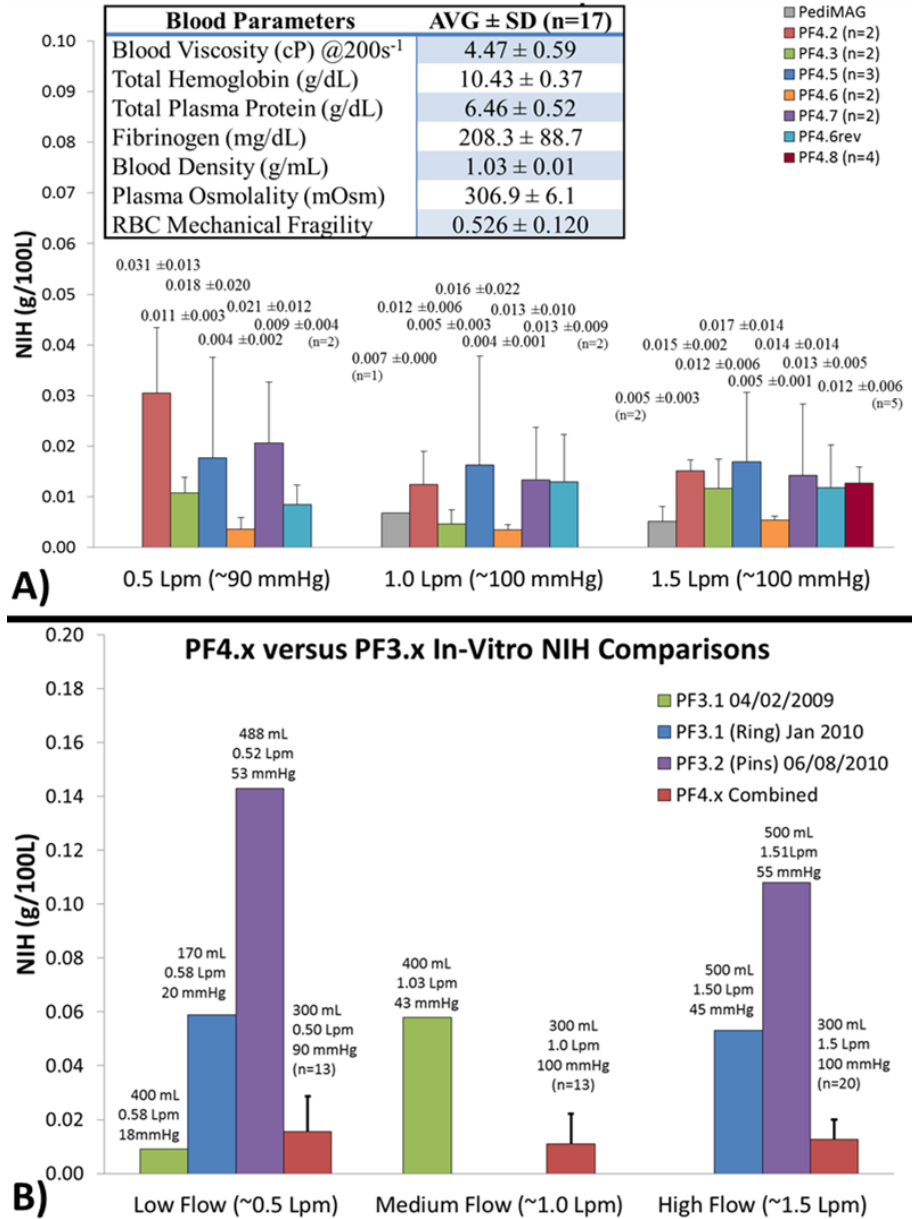 Blood Parameters AVG ± SD (n=17)
Blood Viscosity (cP) @200s⁻¹ 4.47 ± 0.59
Total Hemoglobin (g/dL) 10.43 ± 0.37
Total Plasma Protein (g/dL) 6.46 ± 0.52
Fibrinogen (mg/dL) 208.3 ± 88.7
Blood Density (g/mL) 1.03 ± 0.01
Plasma Osmolality (mOsm) 306.9 ± 6.1
RBC Mechanical Fragility 0.526 ± 0.120
PediMAG
PF4.2 (n=2)
PF4.3 (n=2)
PF4.5 (n=3)
PF4.6 (n=2)
PF4.7 (n=2)
PF4.6rev
PF4.8 (n=4)
NIH (g/100L)
0.10
0.09
0.08
0.07
0.06
0.05
0.04
0.03
0.02
0.01
0.00
0.031 ±0.013
0.018 ±0.020
0.011 ±0.003
0.021 ±0.012
0.004 ±0.002
0.009 ±0.004
(n=2)
0.007 ±0.000
(n=1)
0.012 ±0.006
0.016 ±0.022
0.005 ±0.003
0.013 ±0.010
0.004 ±0.001
0.013 ±0.009
(n=2)
0.005 ±0.003
(n=2)
0.015 ±0.002
0.017 ±0.014
0.012 ±0.006
0.014 ±0.014
0.005 ±0.001
0.013 ±0.005
0.012 ±0.006
(n=5)
0.5 Lpm (~90 mmHg)
1.0 Lpm (~100 mmHg)
1.5 Lpm (~100 mmHg)
A)
PF4.x versus PF3.x In-Vitro NIH Comparisons
PF3.1 04/02/2009
PF3.1 (Ring) Jan 2010
PF3.2 (Pins) 06/08/2010
PF4.x Combined
NIH (g/100L)
0.20
0.18
0.16
0.14
0.12
0.10
0.08
0.06
0.04
0.02
0.00
400 mL
0.58 Lpm
18mmHg
170 mL
0.58 Lpm
20 mmHg
488 mL
0.52 Lpm
53 mmHg
300 mL
0.50 Lpm
90 mmHg
(n=13)
400 mL
1.03 Lpm
43 mmHg
300 mL
1.0 Lpm
100 mmHg
(n=13)
500 mL
1.50 Lpm
45 mmHg
500 mL
1.51Lpm
55 mmHg
300 mL
1.5 Lpm
100 mmHg
(n=20)
Low Flow (~0.5 Lpm)
Medium Flow (~1.0 Lpm)
High Flow (~1.5 Lpm)
B)